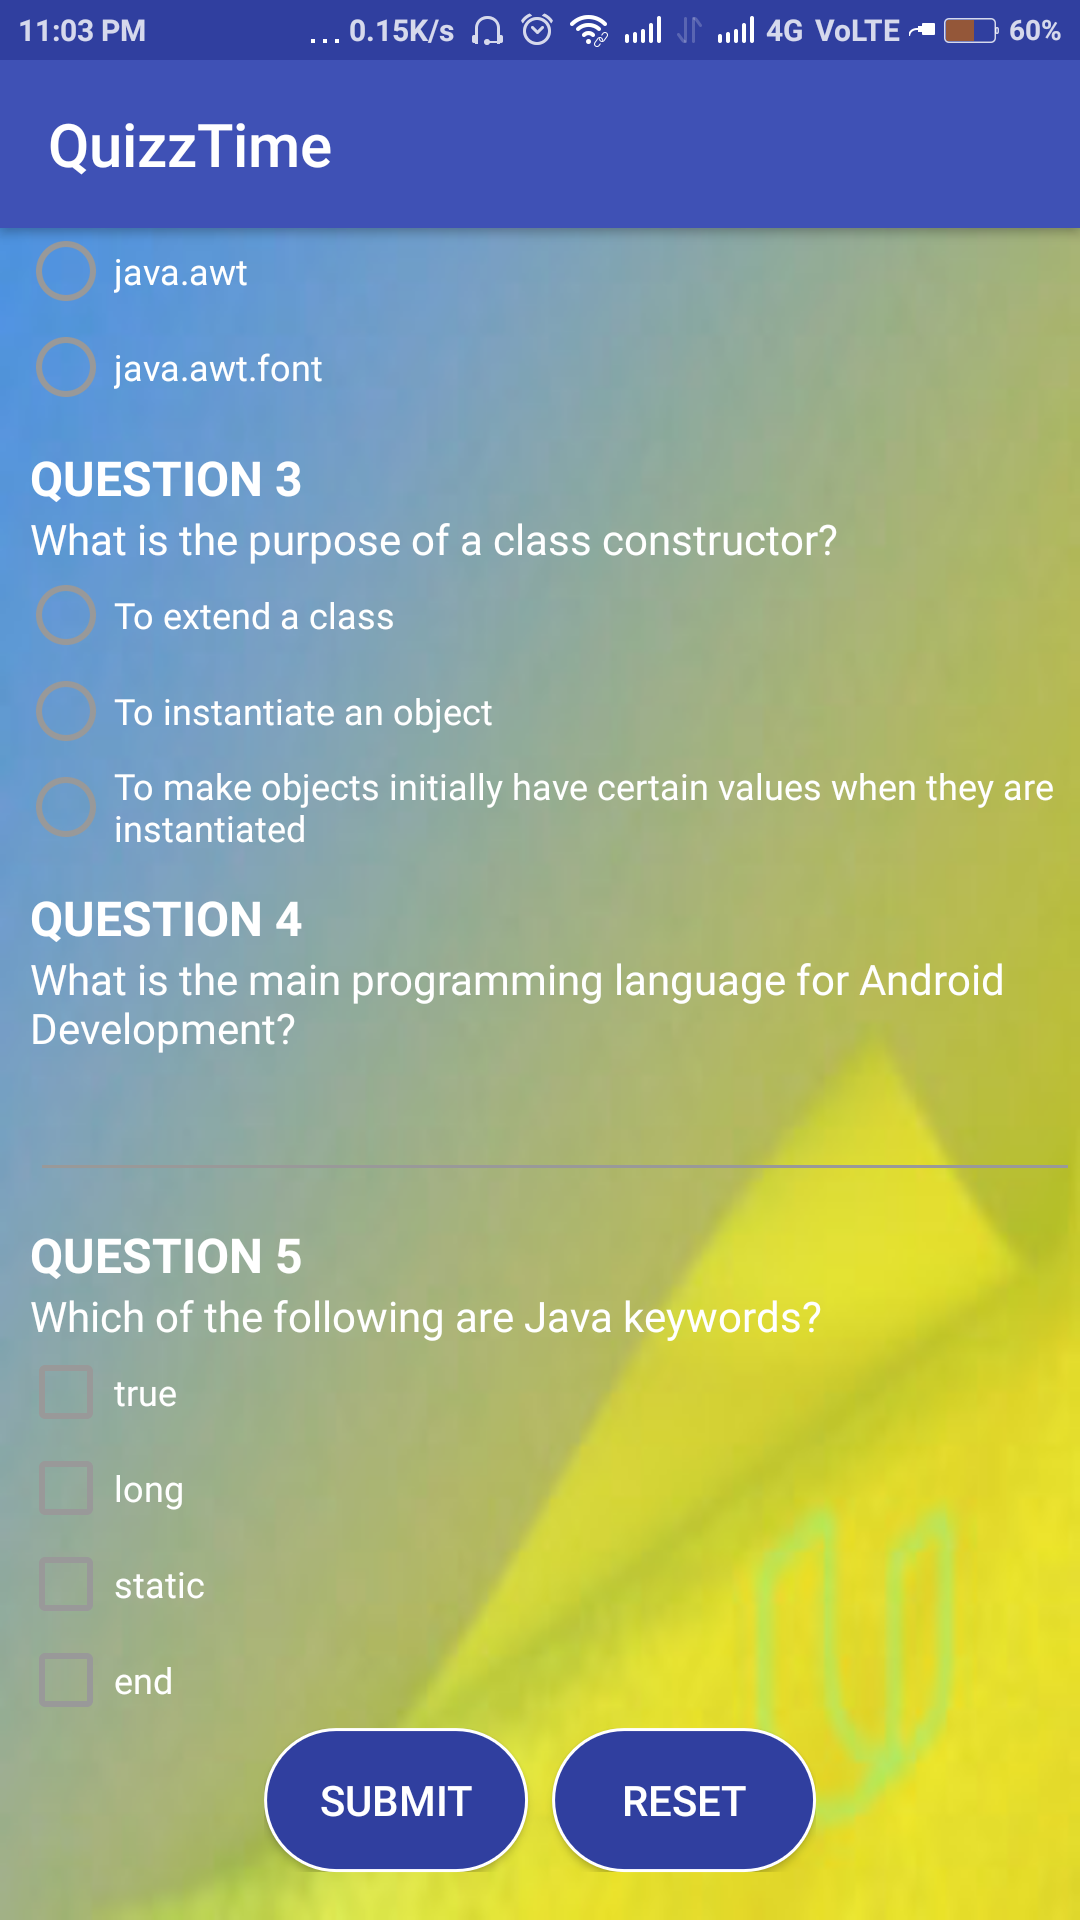 11:03 PM ... 0.15K/s 4G VoLTE 60%
QuizzTime
java.awt
java.awt.font
QUESTION 3
What is the purpose of a class constructor?
To extend a class
To instantiate an object
To make objects initially have certain values when they are
instantiated
QUESTION 4
What is the main programming language for Android
Development?
QUESTION 5
Which of the following are Java keywords?
true
long
static
end
SUBMIT RESET